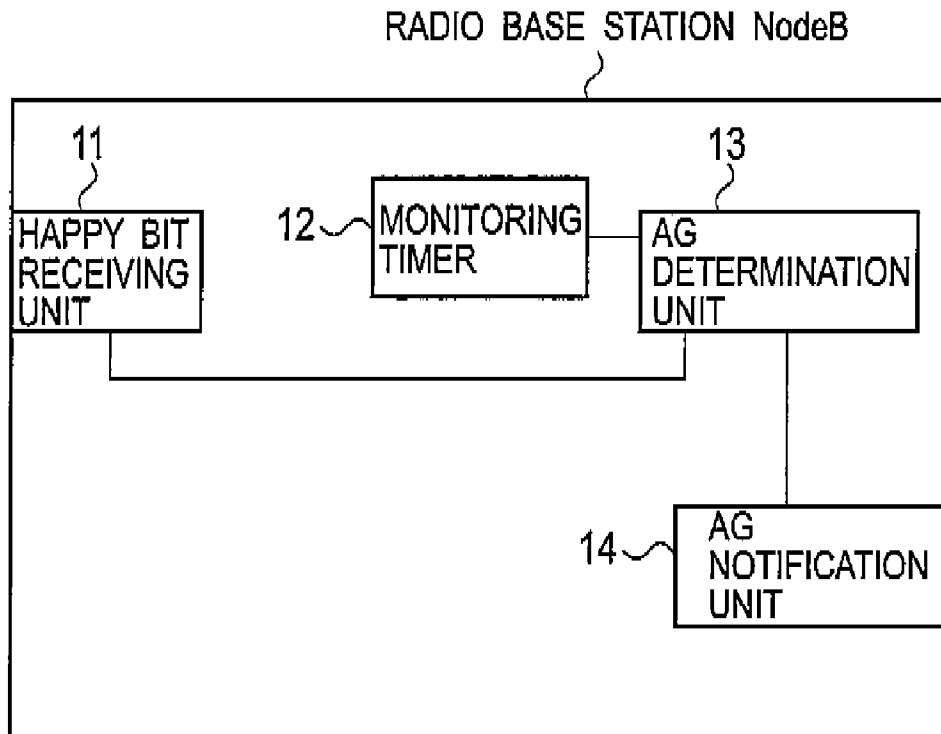 RADIO BASE STATION NodeB
11
HAPPY BIT
RECEIVING
UNIT
12
MONITORING
TIMER
13
AG
DETERMINATION
UNIT
14
AG
NOTIFICATION
UNIT